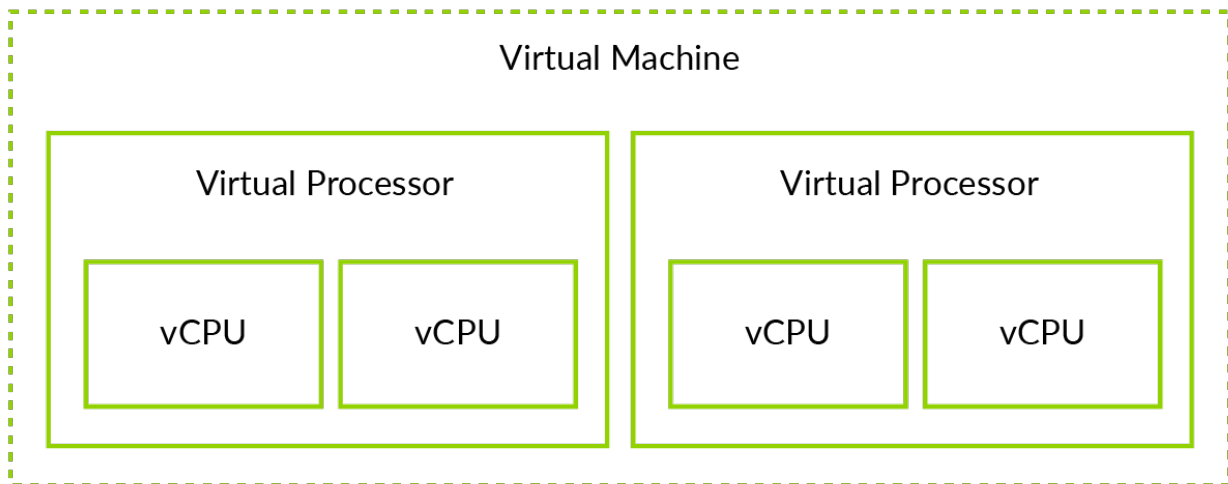 Virtual Machine
Virtual Processor
Virtual Processor
vCPU
vCPU
vCPU
vCPU